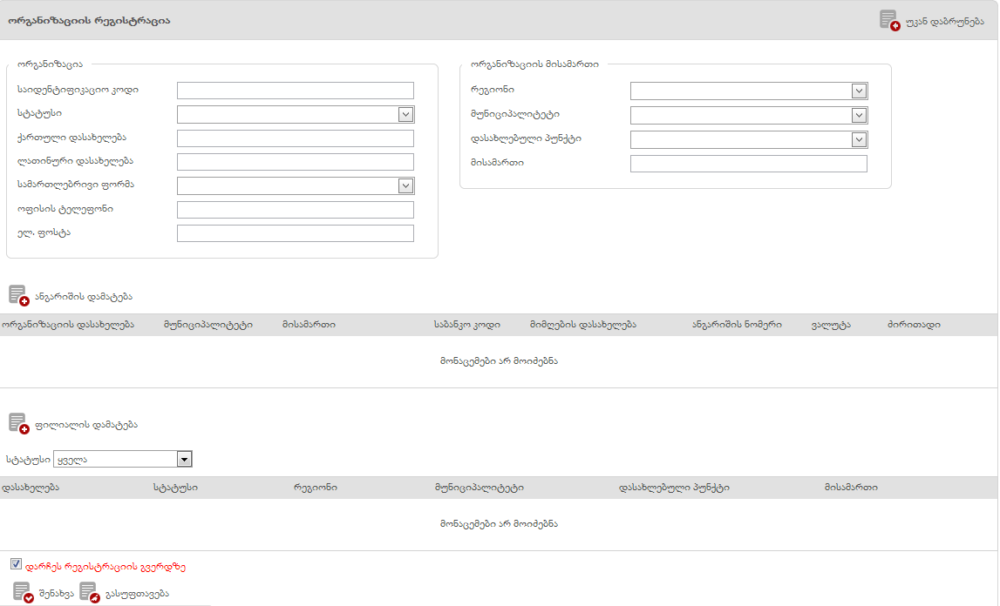 ორგანიზაციის რეგისტრაცია
უკან დაბრუნება
ორგანიზაცია
საიდენტიფიკაციო კოდი
სტატუსი
ქართული დასახელება
ლათინური დასახელება
სამართლებრივი ფორმა
ოფისის ტელეფონი
ელ. ფოსტა
ორგანიზაციის მისამართი
რეგიონი
მუნიციპალიტეტი
დასახლებული პუნქტი
მისამართი
ანგარიშის დამატება
ორგანიზაციის დასახელება მუნიციპალიტეტი მისამართი საბანკო კოდი მიმღების დასახელება ანგარიშის ნომერი ვალუტა ძირითადი
მონაცემები არ მოიძებნა
ფილიალის დამატება
სტატუსი ყველა
დასახელება სტატუსი რეგიონი მუნიციპალიტეტი დასახლებული პუნქტი მისამართი
მონაცემები არ მოიძებნა
დარჩეს რეგისტრაციის გვერდზე
შენახვა გასუფთავება